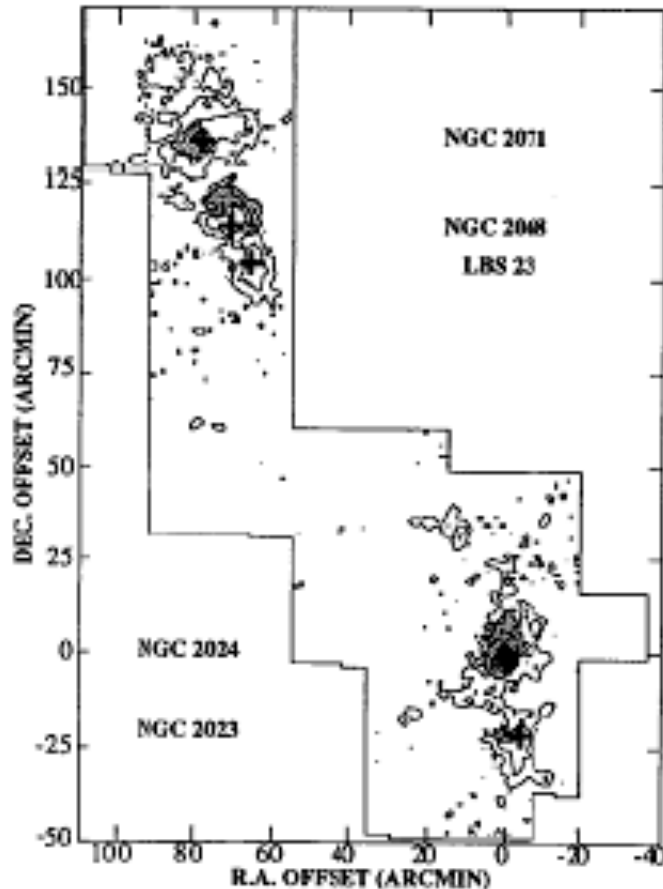 150
NGC 2071
125
NGC 2068
LBS 23
100
75
DEC. OFFSET (ARCMIN)
50
25
0
NGC 2024
NGC 2023
-25
-50
100 80 60 40 20 0 -20 -40
R.A. OFFSET (ARCMIN)